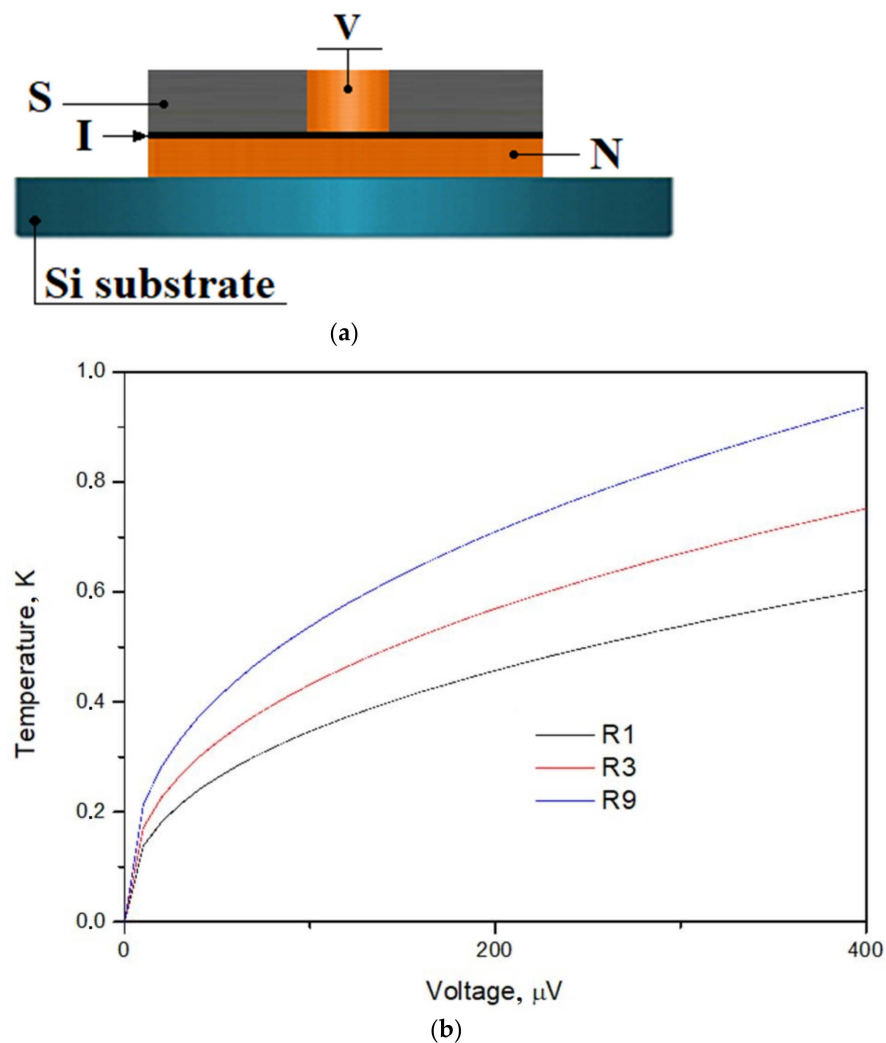 V
S
I
N
Si substrate
(a)
1.0
0.8
0.6
0.4
0.2
0.0
Temperature, K
R1
R3
R9
0
200
400
Voltage, μV
(b)